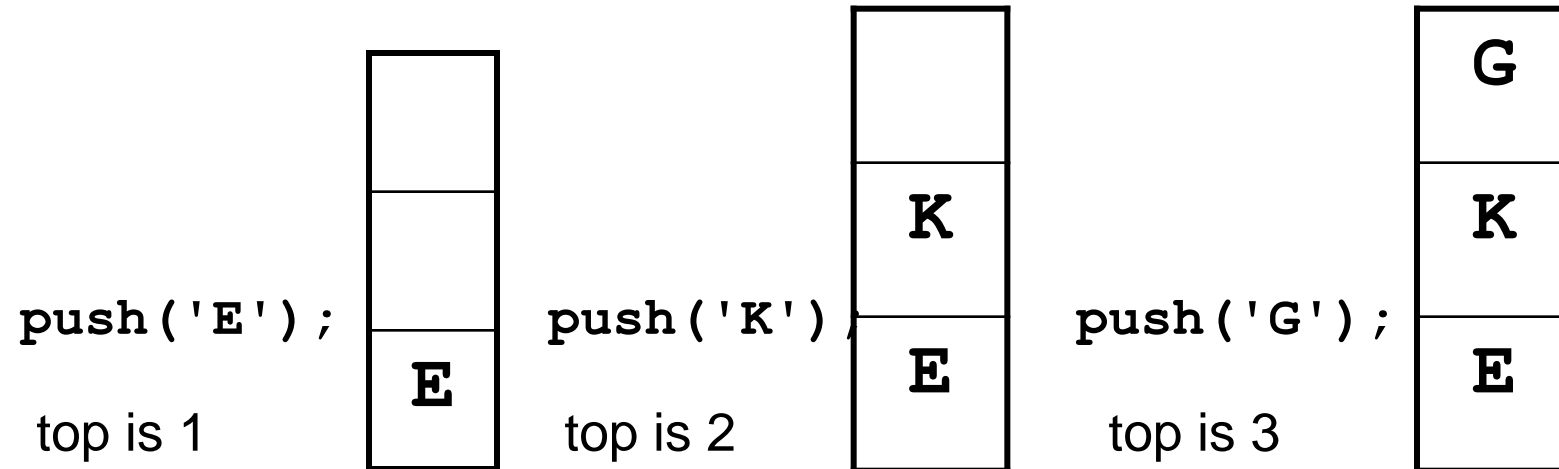 G
K
K
push('E');
push('K');
push('G');
E
E
E
top is 1
top is 2
top is 3